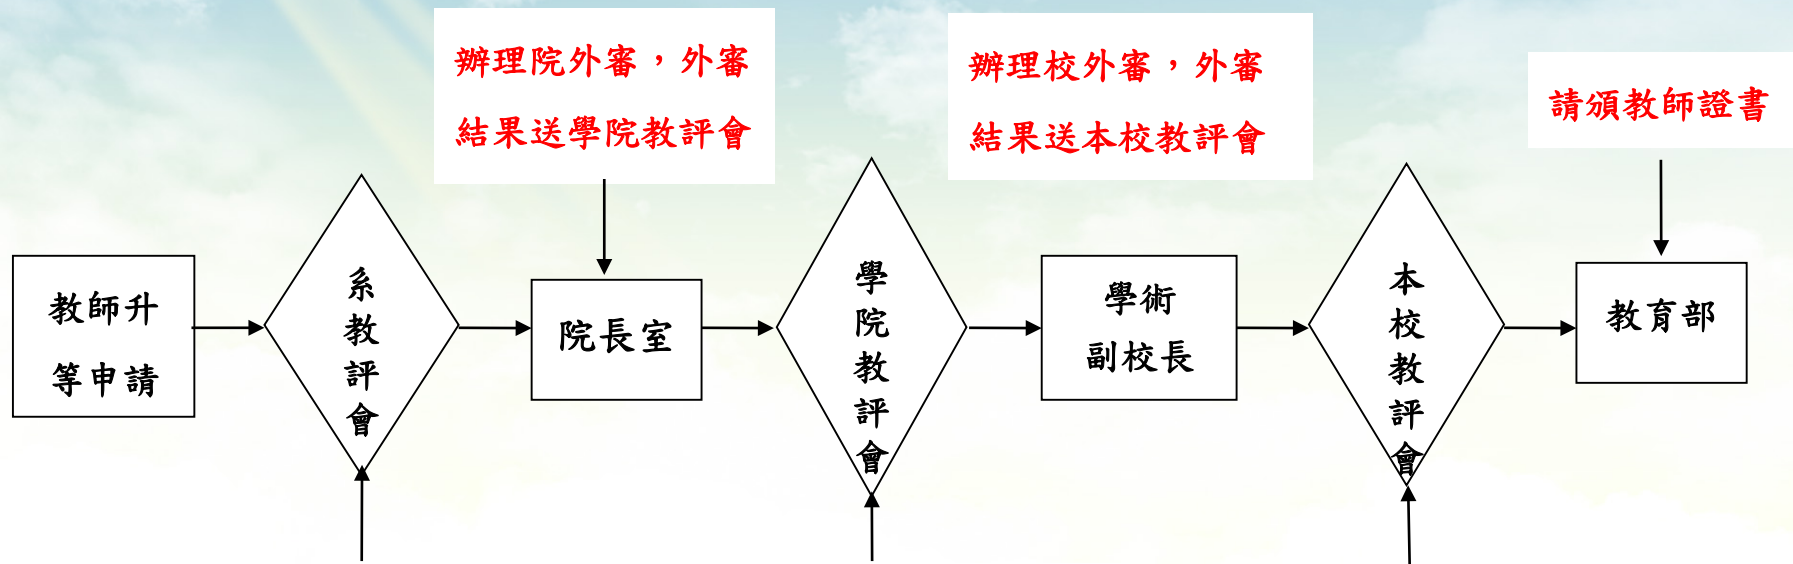 辦理院外審，外審
結果送學院教評會
辦理校外審，外審
結果送本校教評會
請頒教師證書
教師升
等申請
系教評會
院長室
學院教評會
學術
副校長
本校教評會
教育部